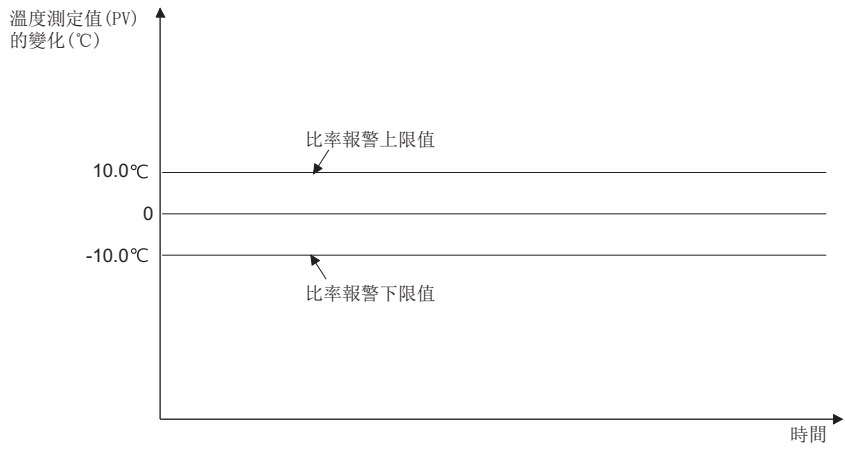 溫度測定值(PV)
的變化(℃)
比率報警上限值
10.0℃
0
-10.0℃
比率報警下限值
時間